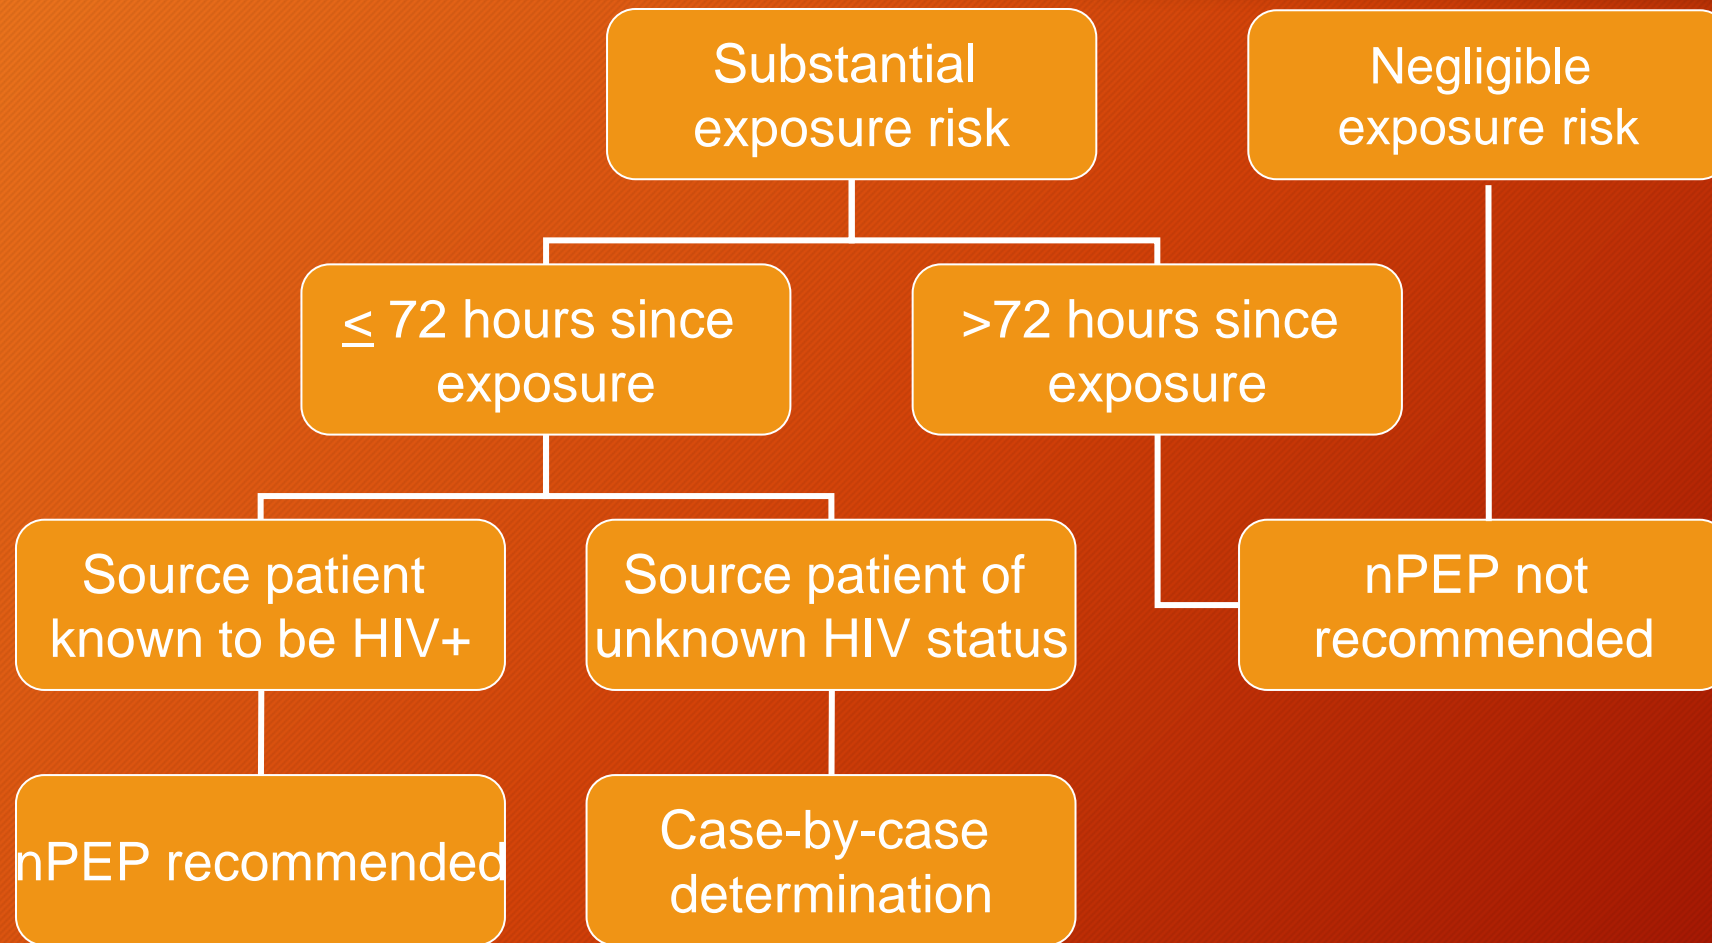 Substantial
exposure risk
Negligible
exposure risk
≤ 72 hours since
exposure
>72 hours since
exposure
Source patient
known to be HIV+
Source patient of
unknown HIV status
nPEP not
recommended
nPEP recommended
Case-by-case
determination